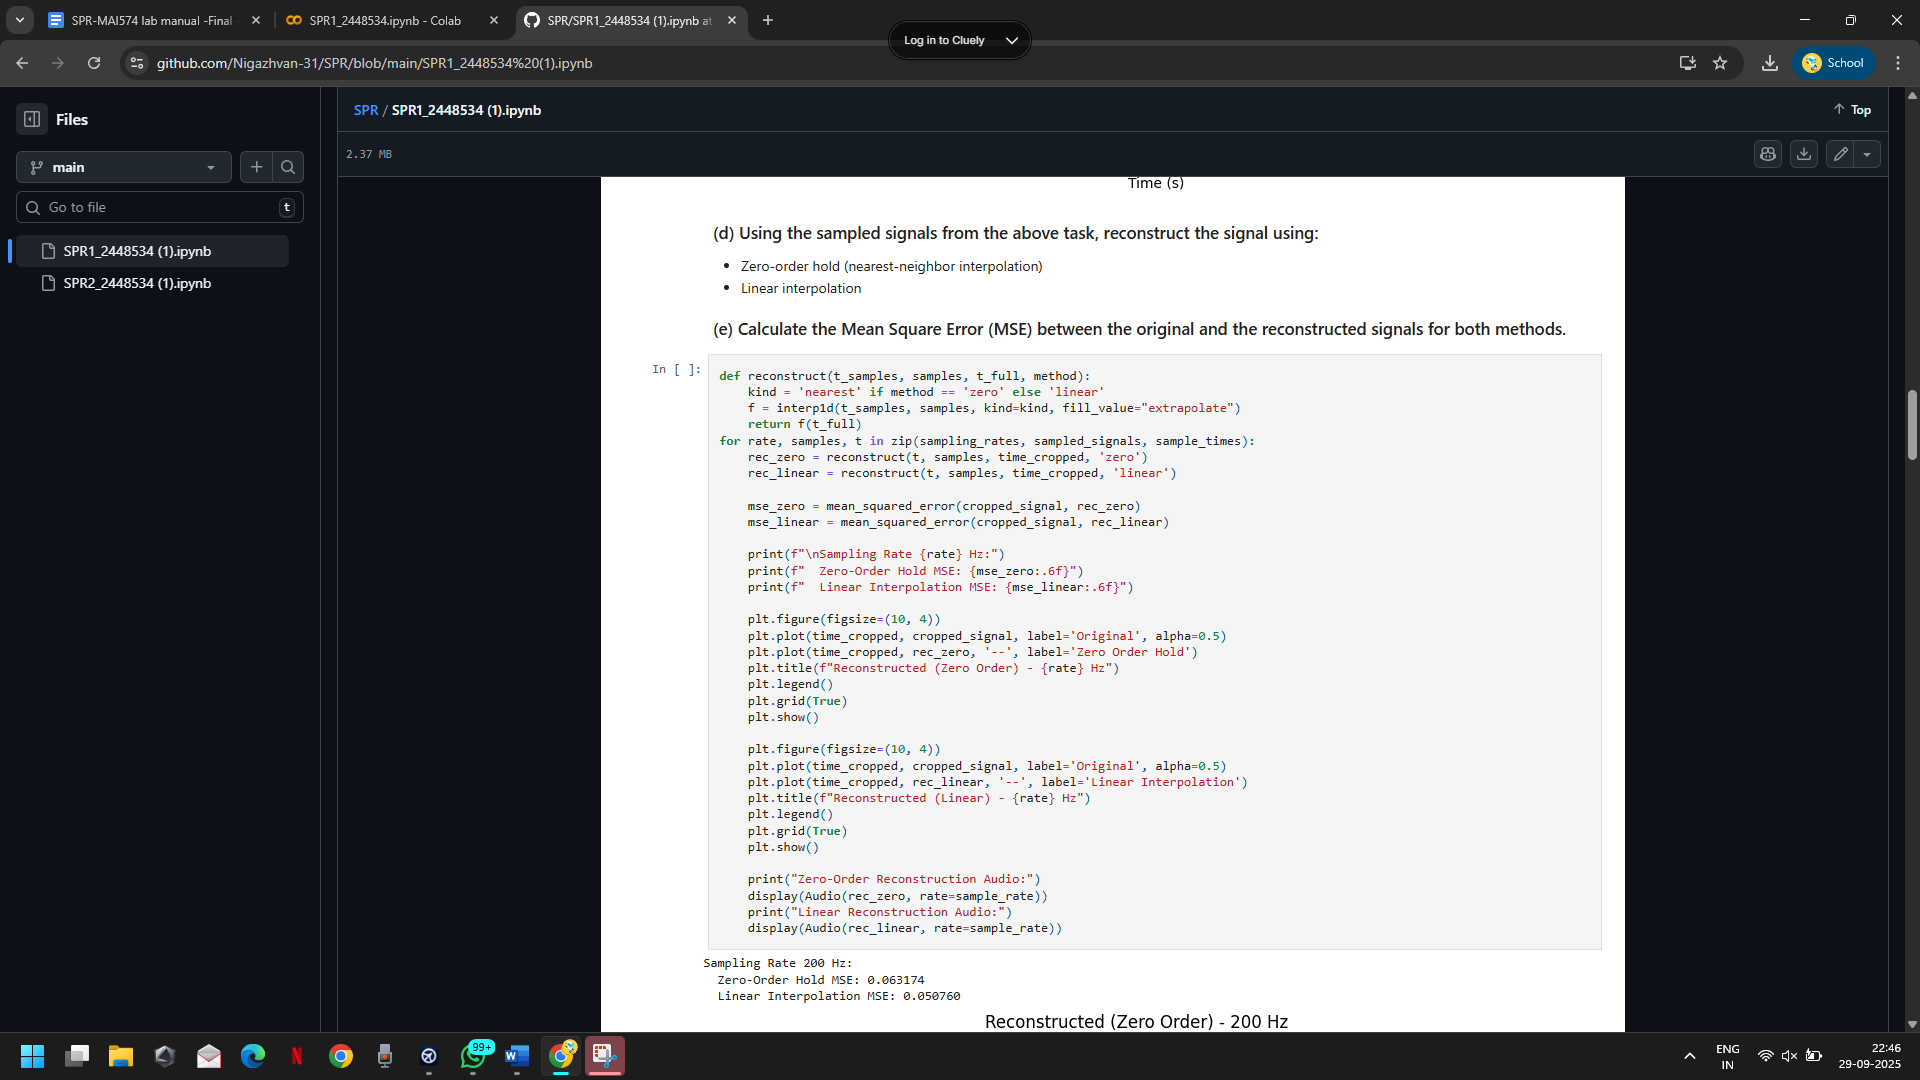 SPR-MAI574 lab manual -Final
SPR1_2448534.ipynb - Colab
SPR/SPR1_2448534 (1).ipynb at
Log in to Cluely
github.com/Nigazhvan-31/SPR/blob/main/SPR1_2448534%20(1).ipynb
School
Files
SPR / SPR1_2448534 (1).ipynb
Top
main
2.37 MB
Go to file
t
SPR1_2448534 (1).ipynb
SPR2_2448534 (1).ipynb
Time (s)
(d) Using the sampled signals from the above task, reconstruct the signal using:
• Zero-order hold (nearest-neighbor interpolation)
• Linear interpolation
(e) Calculate the Mean Square Error (MSE) between the original and the reconstructed signals for both methods.
In [ ]:
def reconstruct(t_samples, samples, t_full, method):
    kind = 'nearest' if method == 'zero' else 'linear'
    f = interp1d(t_samples, samples, kind=kind, fill_value="extrapolate")
    return f(t_full)
for rate, samples, t in zip(sampling_rates, sampled_signals, sample_times):
    rec_zero = reconstruct(t, samples, time_cropped, 'zero')
    rec_linear = reconstruct(t, samples, time_cropped, 'linear')
    mse_zero = mean_squared_error(cropped_signal, rec_zero)
    mse_linear = mean_squared_error(cropped_signal, rec_linear)
    print(f"\nSampling Rate {rate} Hz:")
    print(f"  Zero-Order Hold MSE: {mse_zero:.6f}")
    print(f"  Linear Interpolation MSE: {mse_linear:.6f}")
    plt.figure(figsize=(10, 4))
    plt.plot(time_cropped, cropped_signal, label='Original', alpha=0.5)
    plt.plot(time_cropped, rec_zero, '--', label='Zero Order Hold')
    plt.title(f"Reconstructed (Zero Order) - {rate} Hz")
    plt.legend()
    plt.grid(True)
    plt.show()
    plt.figure(figsize=(10, 4))
    plt.plot(time_cropped, cropped_signal, label='Original', alpha=0.5)
    plt.plot(time_cropped, rec_linear, '--', label='Linear Interpolation')
    plt.title(f"Reconstructed (Linear) - {rate} Hz")
    plt.legend()
    plt.grid(True)
    plt.show()
    print("Zero-Order Reconstruction Audio:")
    display(Audio(rec_zero, rate=sample_rate))
    print("Linear Reconstruction Audio:")
    display(Audio(rec_linear, rate=sample_rate))
Sampling Rate 200 Hz:
  Zero-Order Hold MSE: 0.063174
  Linear Interpolation MSE: 0.050760
Reconstructed (Zero Order) - 200 Hz
99+
ENG
IN
22:46
29-09-2025